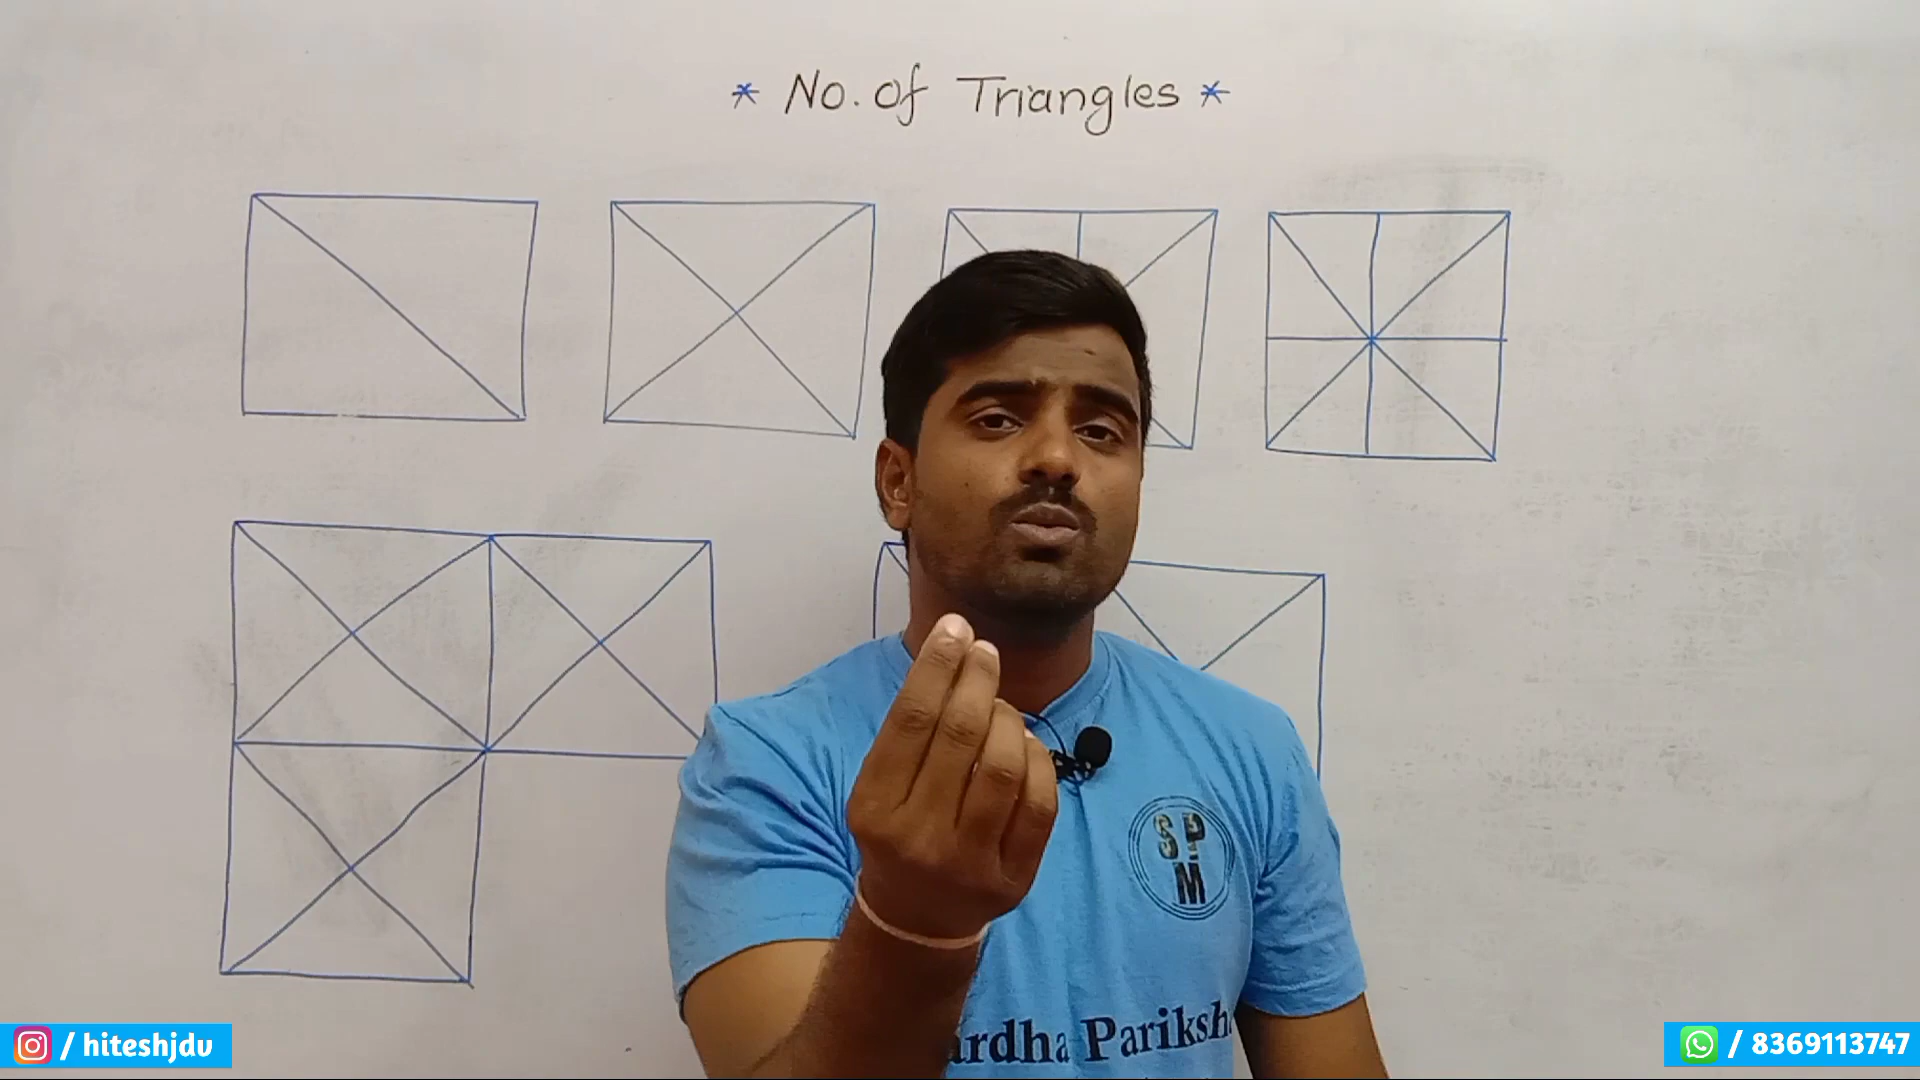 * No. of Triangles *
SP
M
ardha Pariksh
/ hiteshjdu
/ 8369113747